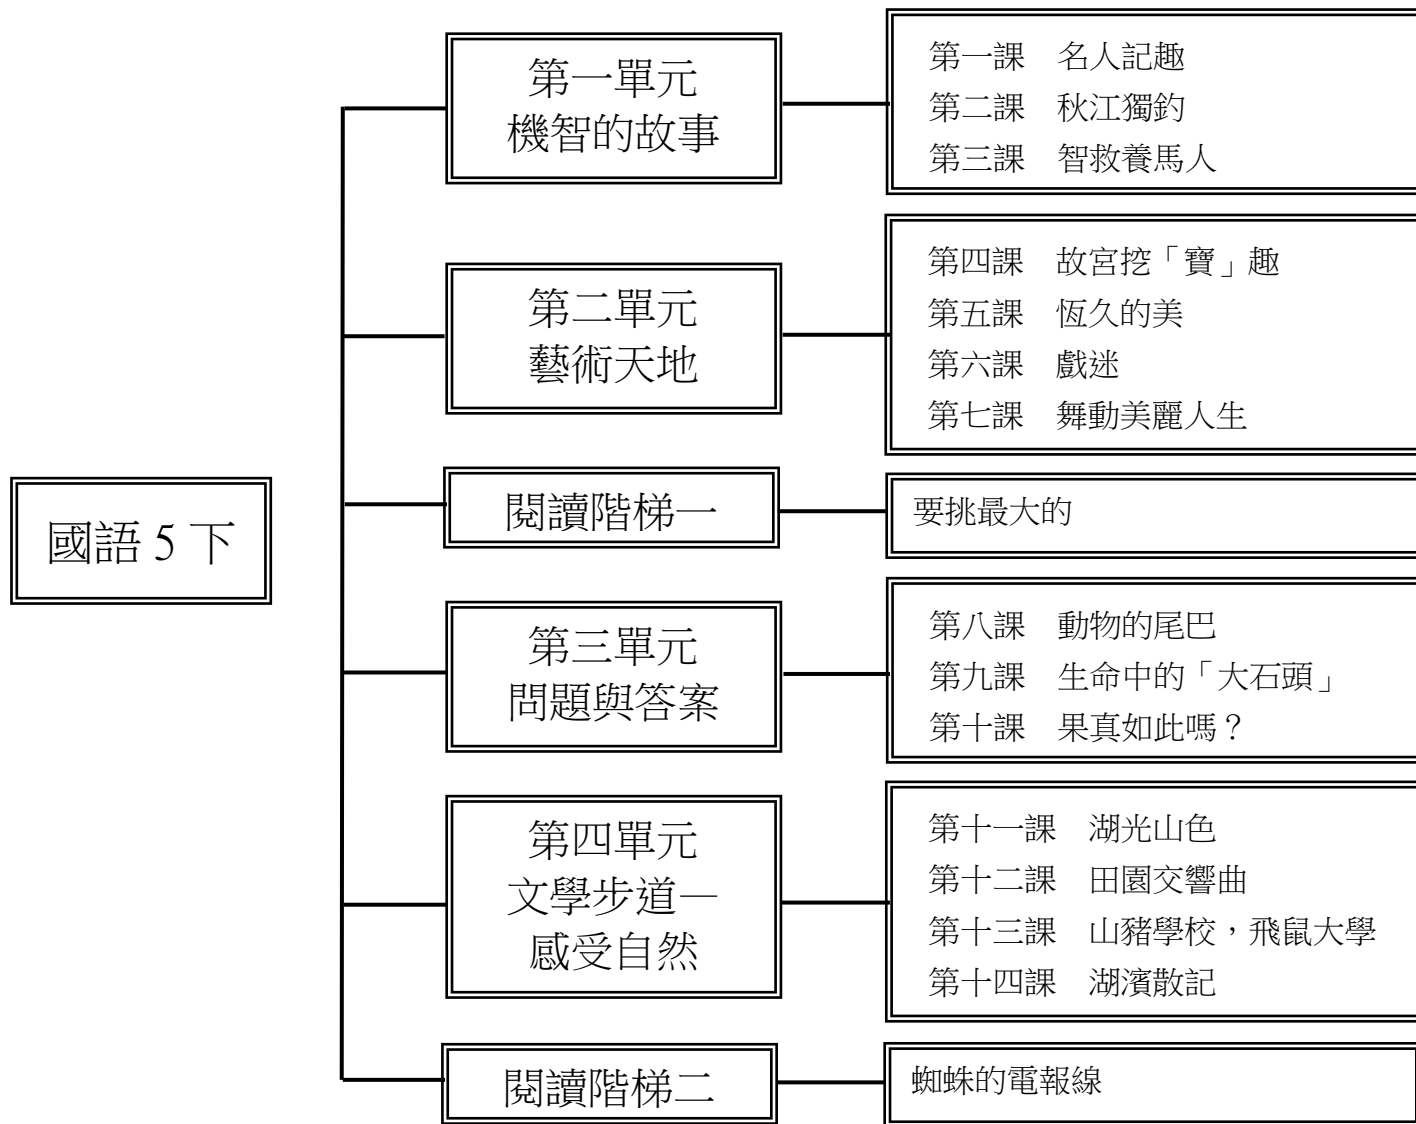 國語 5 下
第一單元
機智的故事
第一課　名人記趣
第二課　秋江獨釣
第三課　智救養馬人
第二單元
藝術天地
第四課　故宮挖「寶」趣
第五課　恆久的美
第六課　戲迷
第七課　舞動美麗人生
閱讀階梯一
要挑最大的
第三單元
問題與答案
第八課　動物的尾巴
第九課　生命中的「大石頭」
第十課　果真如此嗎？
第四單元
文學步道—
感受自然
第十一課　湖光山色
第十二課　田園交響曲
第十三課　山豬學校，飛鼠大學
第十四課　湖濱散記
閱讀階梯二
蜘蛛的電報線